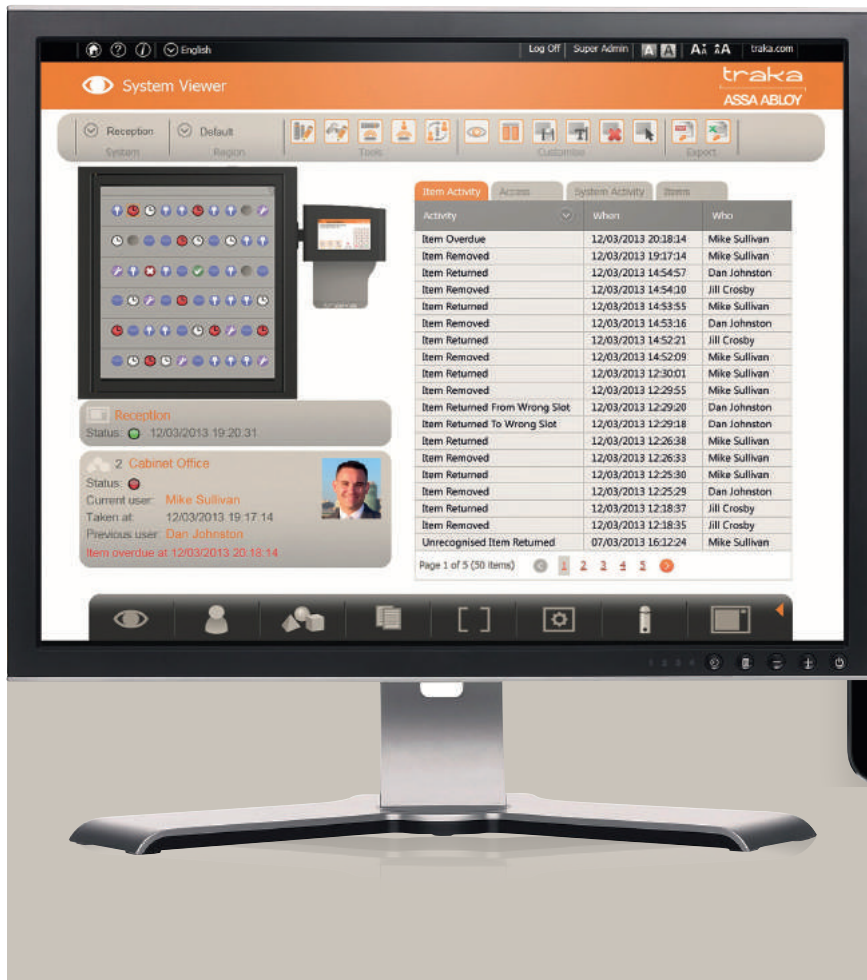 English
Log Off Super Admin A A AA AA traka.com
System Viewer
traka
ASSA ABLOY
Reception Default
System Region Tools Customise Export
Item Activity Access System Activity Items
Activity When Who
Item Overdue 12/03/2013 20:18:14 Mike Sullivan
Item Removed 12/03/2013 19:17:14 Mike Sullivan
Item Returned 12/03/2013 14:54:57 Dan Johnston
Item Removed 12/03/2013 14:54:10 Jill Crosby
Item Returned 12/03/2013 14:53:55 Mike Sullivan
Item Removed 12/03/2013 14:53:16 Dan Johnston
Item Returned 12/03/2013 14:52:21 Jill Crosby
Item Removed 12/03/2013 14:52:09 Mike Sullivan
Item Returned 12/03/2013 12:30:01 Mike Sullivan
Item Removed 12/03/2013 12:29:55 Mike Sullivan
Item Returned From Wrong Slot 12/03/2013 12:29:20 Dan Johnston
Item Returned To Wrong Slot 12/03/2013 12:29:18 Dan Johnston
Item Returned 12/03/2013 12:26:38 Mike Sullivan
Item Removed 12/03/2013 12:26:33 Mike Sullivan
Item Returned 12/03/2013 12:25:30 Mike Sullivan
Item Removed 12/03/2013 12:25:29 Dan Johnston
Item Returned 12/03/2013 12:18:37 Jill Crosby
Item Removed 12/03/2013 12:18:35 Jill Crosby
Unrecognised Item Returned 07/03/2013 16:12:24 Mike Sullivan
Page 1 of 5 (50 items) 1 2 3 4 5
Reception
Status: 12/03/2013 19:20:31
2 Cabinet Office
Status:
Current user: Mike Sullivan
Taken at: 12/03/2013 19:17:14
Previous user: Dan Johnston
Item overdue at 12/03/2013 20:18:14
1 2 3 4